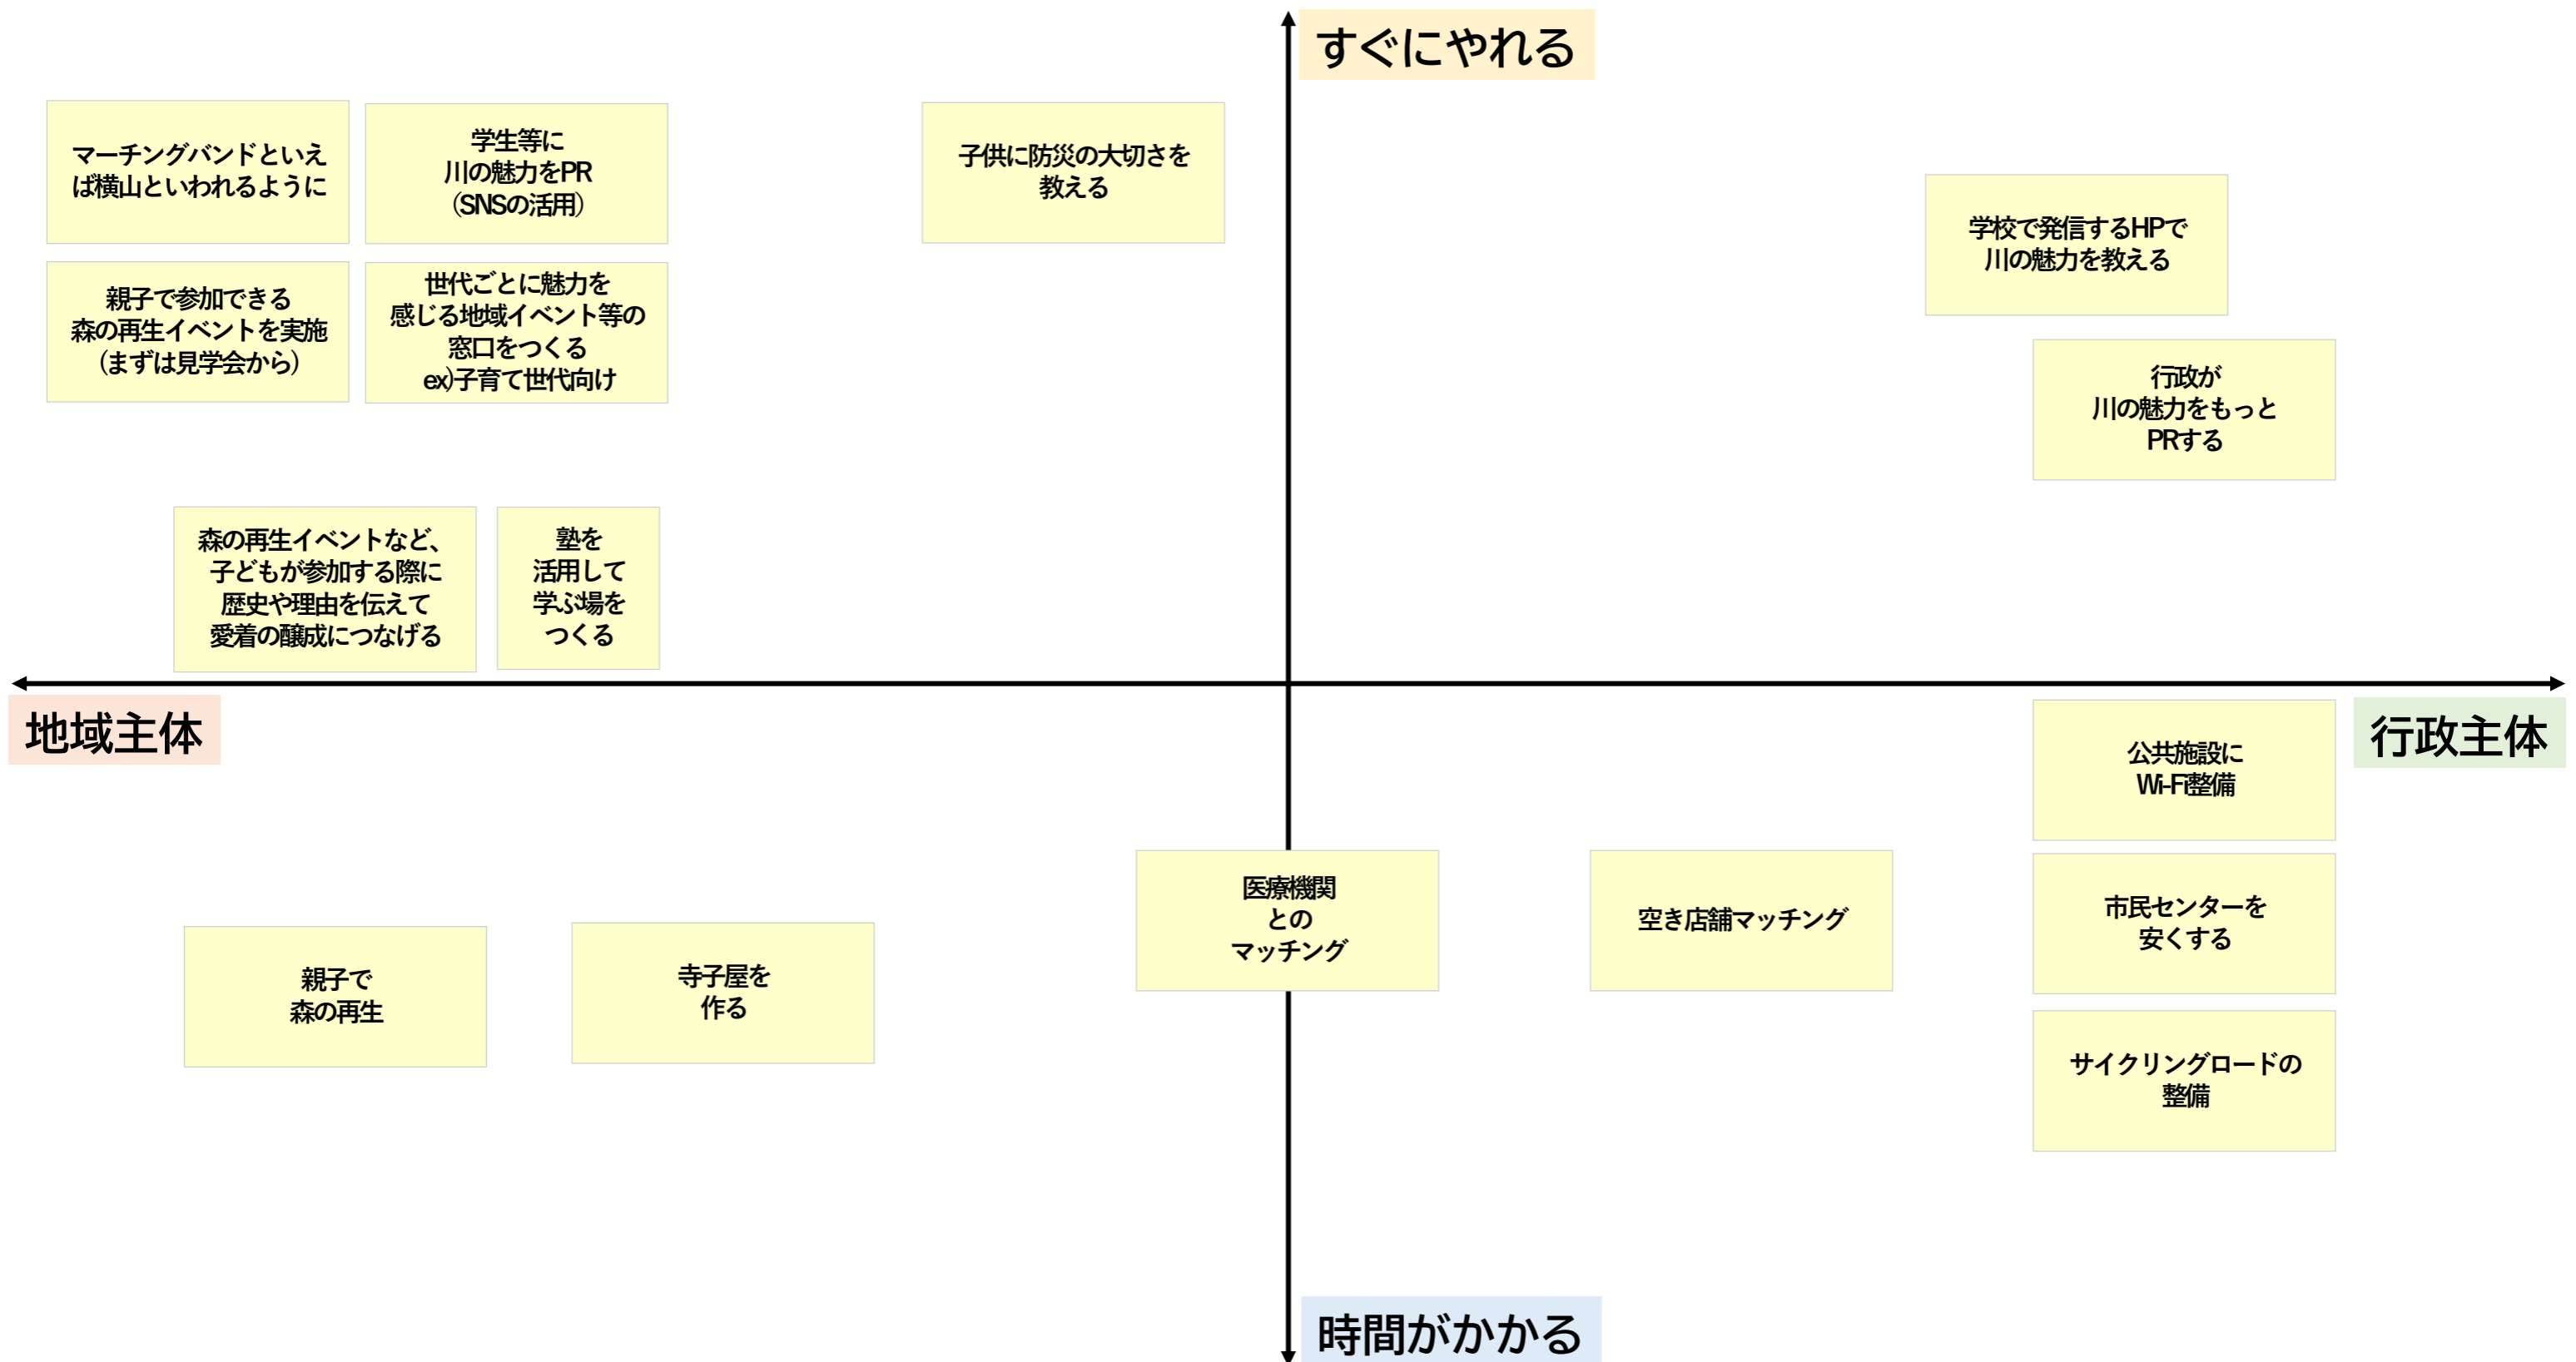 すぐにやれる
マーチングバンドといえ
ば横山といわれるように
学生等に
川の魅力をPR
（SNSの活用）
子供に防災の大切さを
教える
学校で発信するHPで
川の魅力を教える
親子で参加できる
森の再生イベントを実施
（まずは見学会から）
世代ごとに魅力を
感じる地域イベント等の
窓口をつくる
ex)子育て世代向け
行政が
川の魅力をもっと
PRする
森の再生イベントなど、
子どもが参加する際に
歴史や理由を伝えて
愛着の醸成につなげる
塾を
活用して
学ぶ場を
つくる
地域主体
行政主体
公共施設に
Wi-Fi整備
医療機関
との
マッチング
空き店舗マッチング
市民センターを
安くする
親子で
森の再生
寺子屋を
作る
サイクリングロードの
整備
時間がかかる